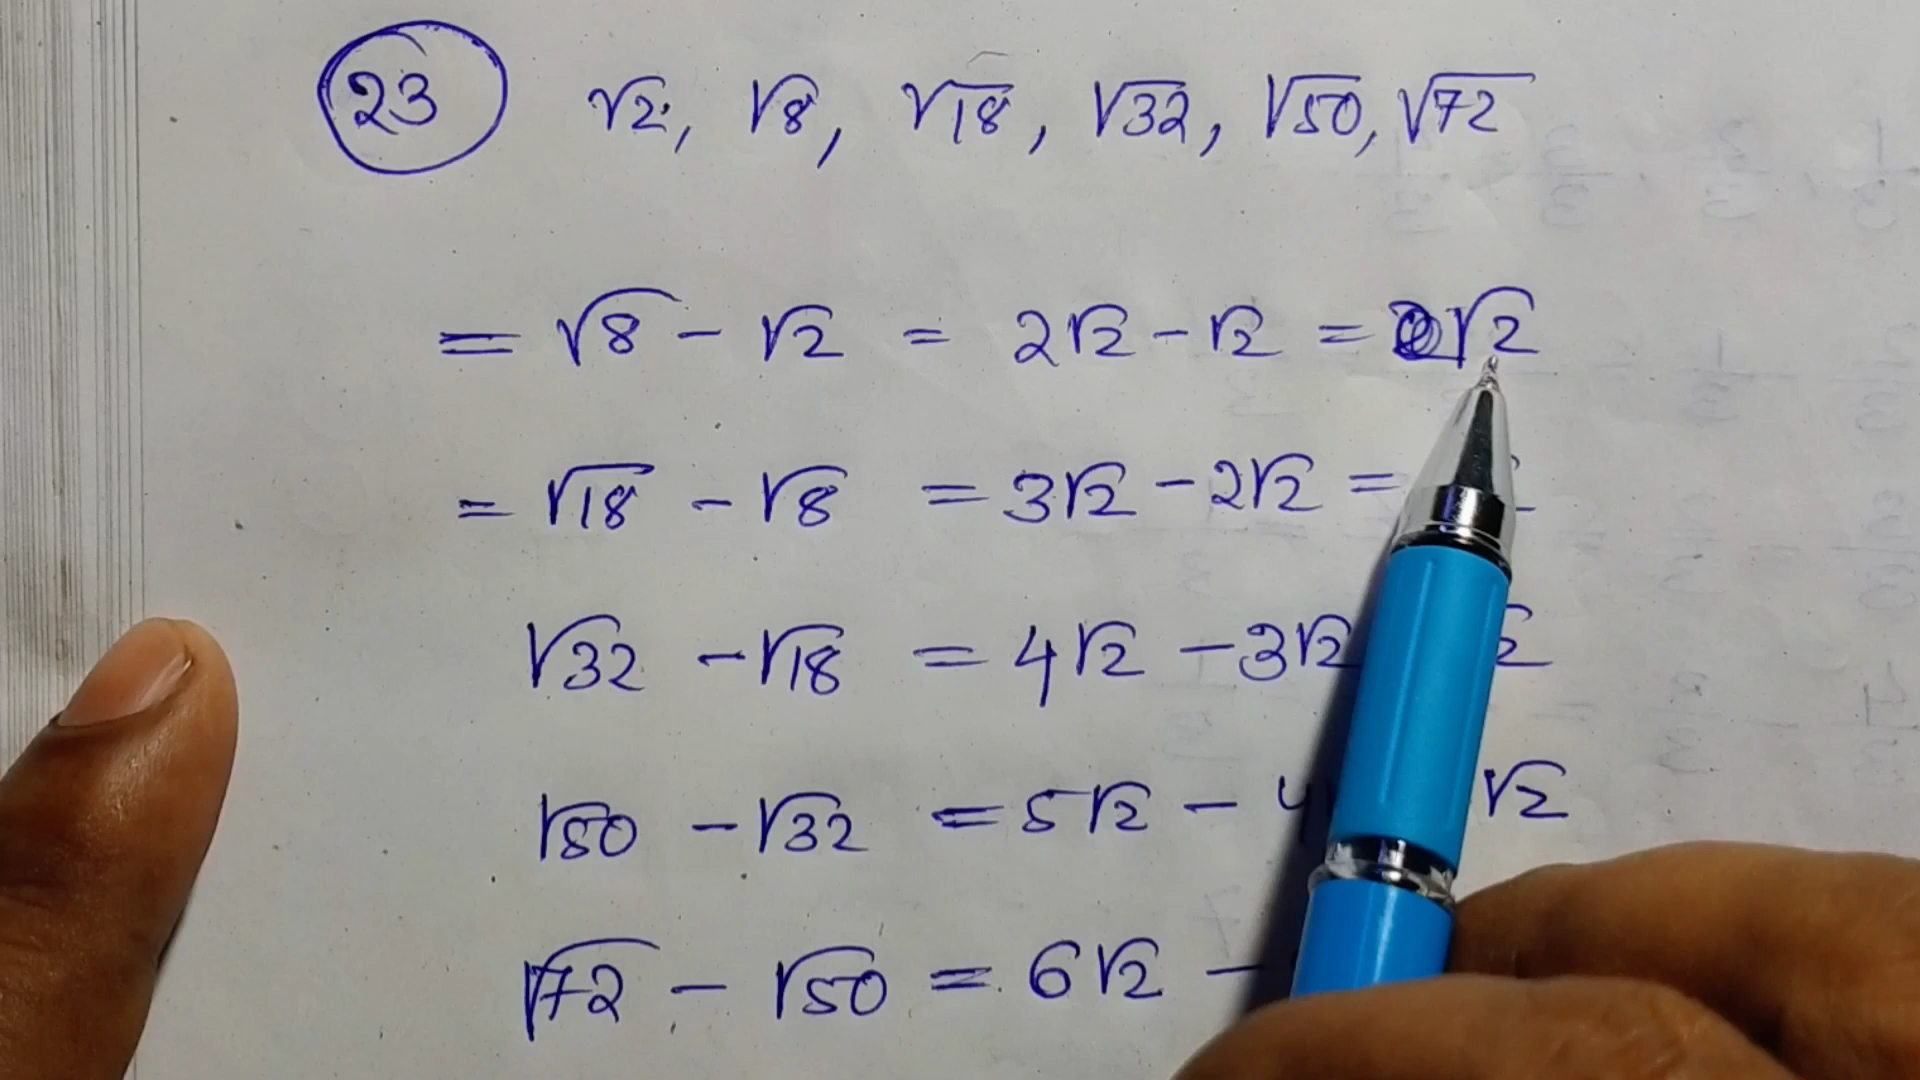 23 √2, √8, √18, √32, √50, √72
= √8 - √2 = 2√2 - √2 = √2
= √18 - √8 = 3√2 - 2√2 =
√32 - √18 = 4√2 - 3√2
√50 - √32 = 5√2 - 4 √2
√72 - √50 = 6√2 -